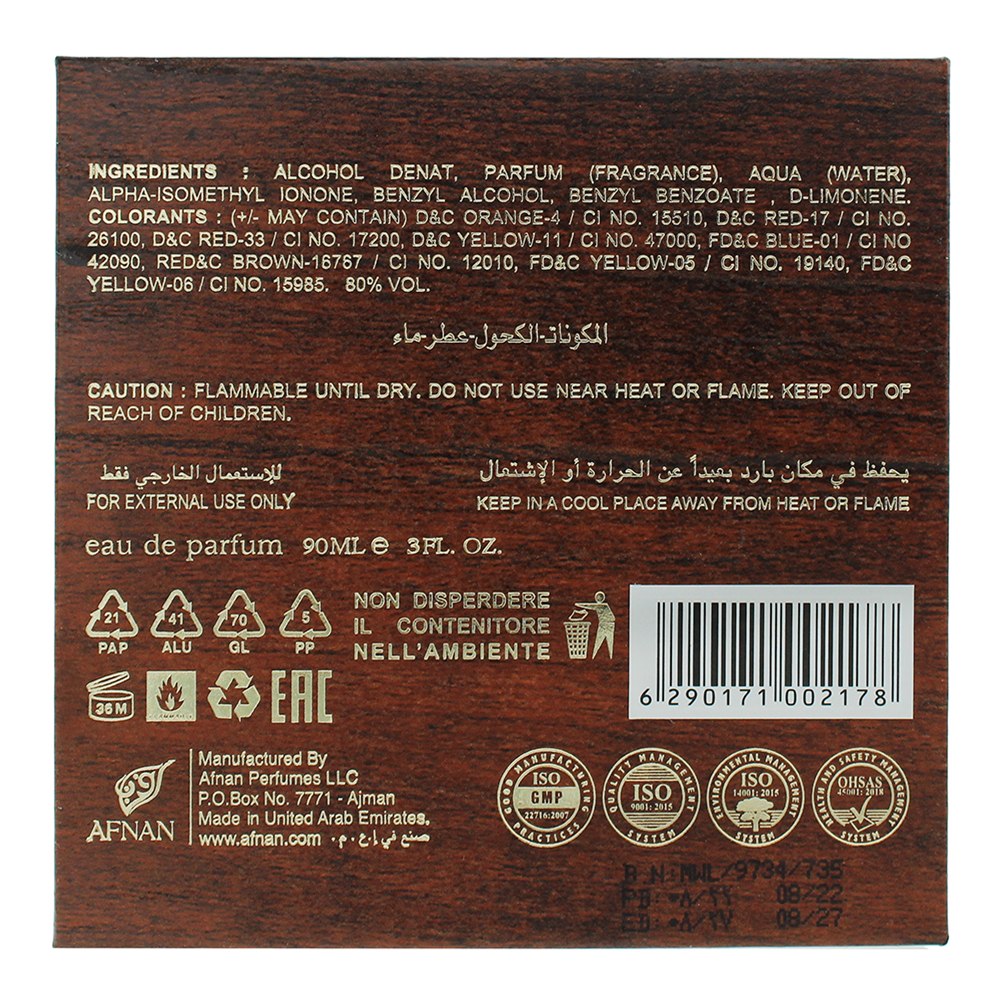 INGREDIENTS : ALCOHOL DENAT, PARFUM (FRAGRANCE), AQUA (WATER),
ALPHA-ISOMETHYL IONONE, BENZYL ALCOHOL, BENZYL BENZOATE , D-LIMONENE.
COLORANTS : (+/- MAY CONTAIN) D&C ORANGE-4 / CI NO. 15510, D&C RED-17 / CI NO.
26100, D&C RED-33 / CI NO. 17200, D&C YELLOW-11 / CI NO. 47000, FD&C BLUE-01 / CI NO
42090, RED&C BROWN-16767 / CI NO. 12010, FD&C YELLOW-05 / CI NO. 19140, FD&C
YELLOW-06 / CI NO. 15985. 80% VOL.
المكونات-الكحول-عطر-ماء
CAUTION : FLAMMABLE UNTIL DRY. DO NOT USE NEAR HEAT OR FLAME. KEEP OUT OF
REACH OF CHILDREN.
للإستعمال الخارجي فقط
FOR EXTERNAL USE ONLY
يحفظ في مكان بارد بعيداً عن الحرارة أو الإشتعال
KEEP IN A COOL PLACE AWAY FROM HEAT OR FLAME
eau de parfum 90ML e 3FL. OZ.
21 PAP
41 ALU
70 GL
5 PP
NON DISPERDERE
IL CONTENITORE
NELL'AMBIENTE
36 M
EAC
6 290171 002178
AFNAN
Manufactured By
Afnan Perfumes LLC
P.O.Box No. 7771 - Ajman
Made in United Arab Emirates.
www.afnan.com صنع في إ.ع.م.
GOOD MANUFACTURING PRACTICES
ISO
GMP
22716:2007
QUALITY MANAGEMENT SYSTEM
ISO
9001: 2015
ENVIRONMENTAL MANAGEMENT SYSTEM
ISO
14001: 2015
HEALTH AND SAFETY MANAGEMENT SYSTEM
OHSAS
45001: 2018
B.N: MWL/9734/735
PD: ٠٨/٢٢ 08/22
ED: ٠٨/٢٧ 08/27